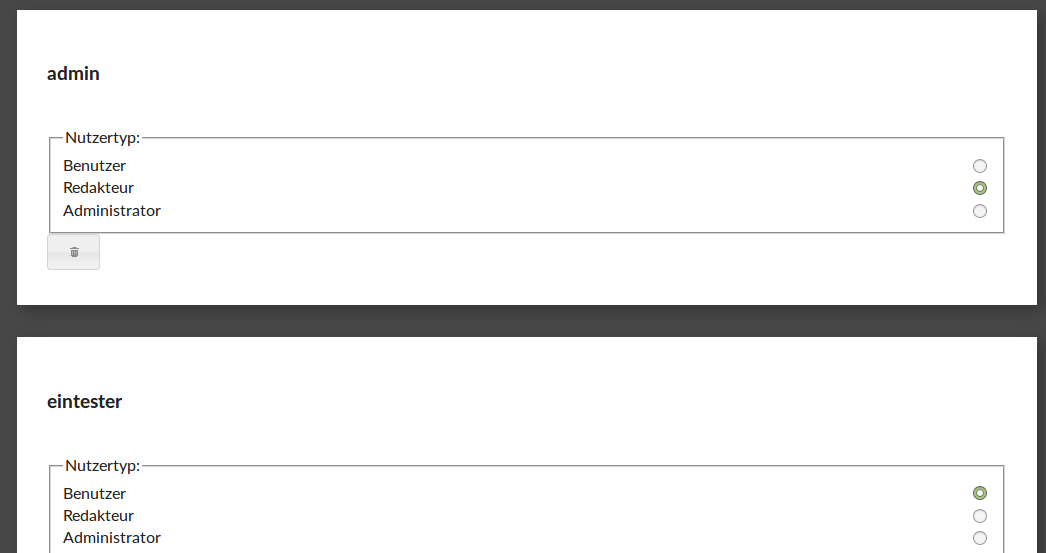 admin
Nutzertyp:
Benutzer
Redakteur
Administrator
eintester
Nutzertyp:
Benutzer
Redakteur
Administrator